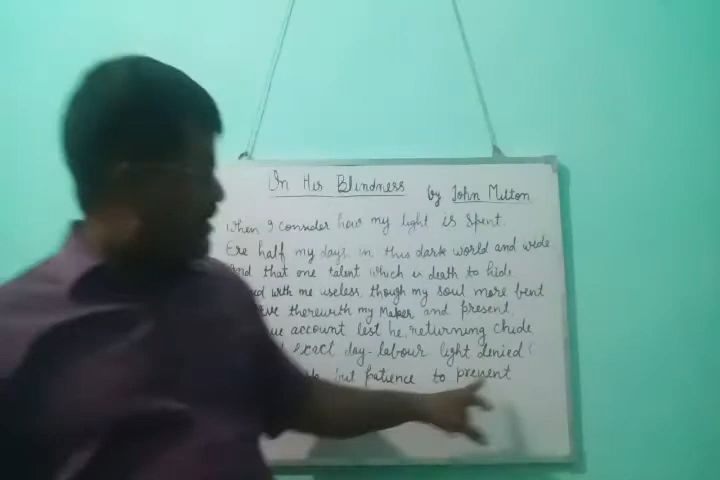 On His Blindness
by John Milton
When I consider how my light is spent.
Ere half my days, in this dark world and wide
and that one talent which is death to hide
with me useless, though my soul more bent
therewith my Maker, and present,
account lest he, returning chide
exact day-labour light denied?
but patience to prevent